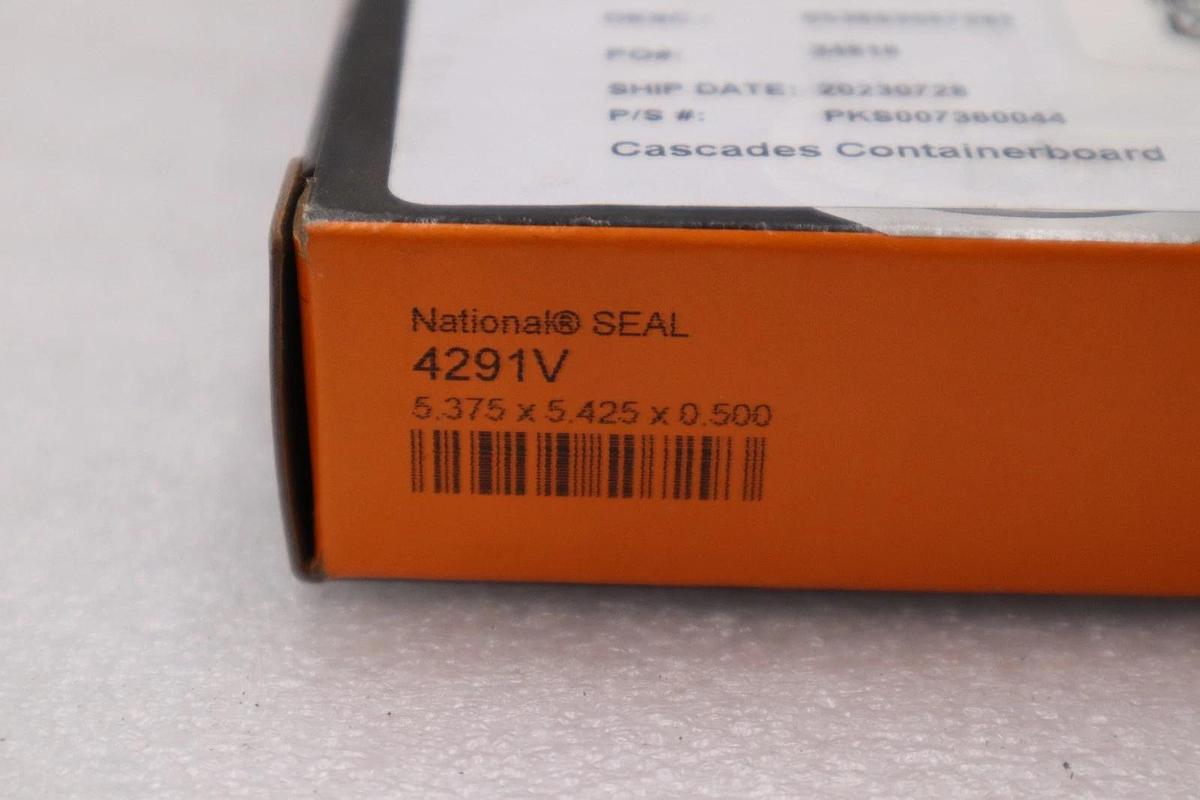 PO#:
SHIP DATE: 20230728
P/S #: PKS007360044
Cascades Containerboard
National® SEAL
4291V
5.375 x 5.425 x 0.500